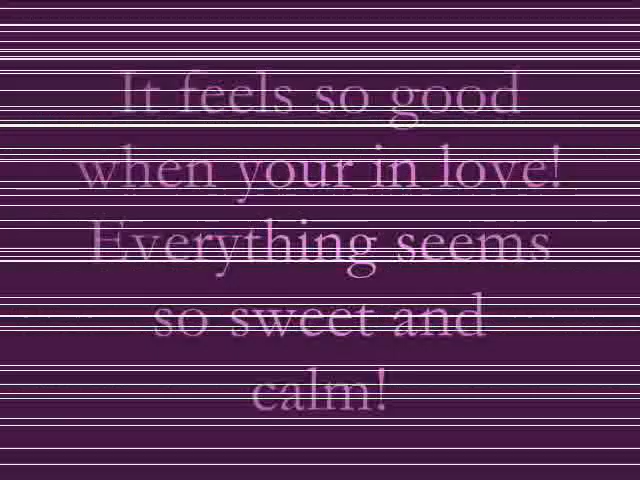 It feels so good
when your in love!
Everything seems
so sweet and
calm!